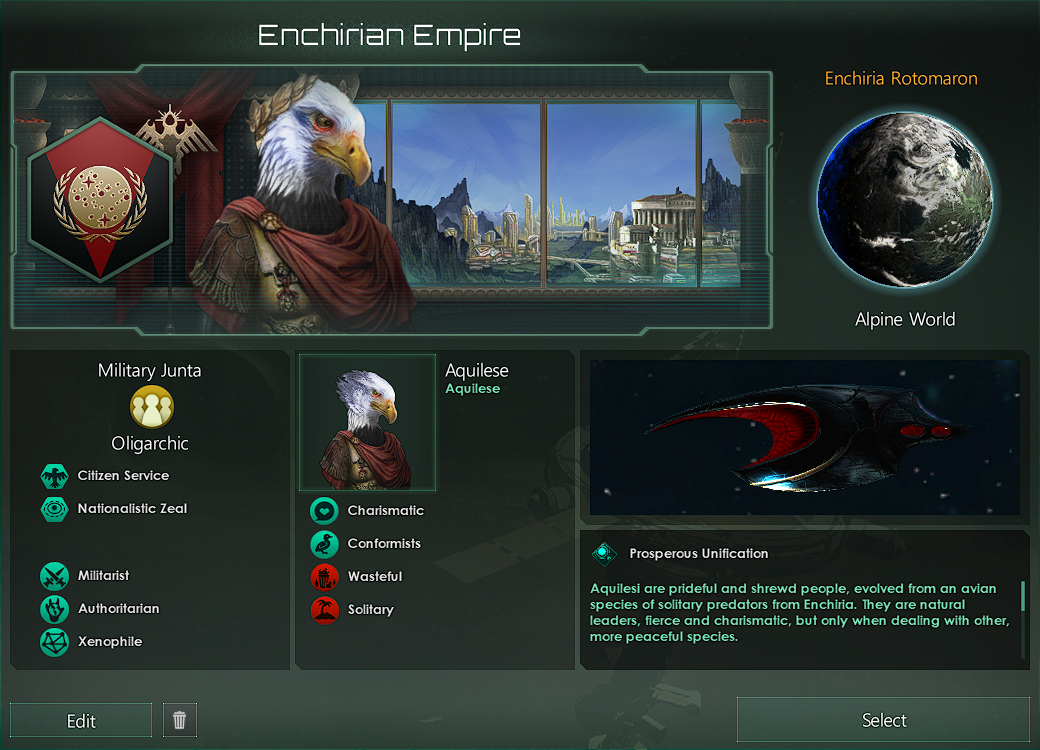 Enchirian Empire
Enchiria Rotomaron
Alpine World
Military Junta
Oligarchic
Citizen Service
Nationalistic Zeal
Militarist
Authoritarian
Xenophile
Aquilese
Aquilese
Charismatic
Conformists
Wasteful
Solitary
Prosperous Unification
Aquilesi are prideful and shrewd people, evolved from an avian
species of solitary predators from Enchiria. They are natural
leaders, fierce and charismatic, but only when dealing with other,
more peaceful species.
Edit
Select